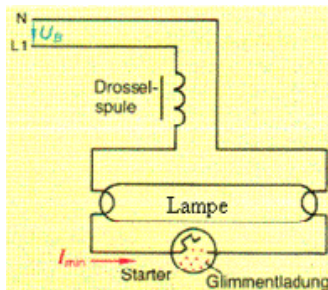 N
U_B
L1
Drossel-
spule
Lampe
I_min
Starter
Glimmentladung